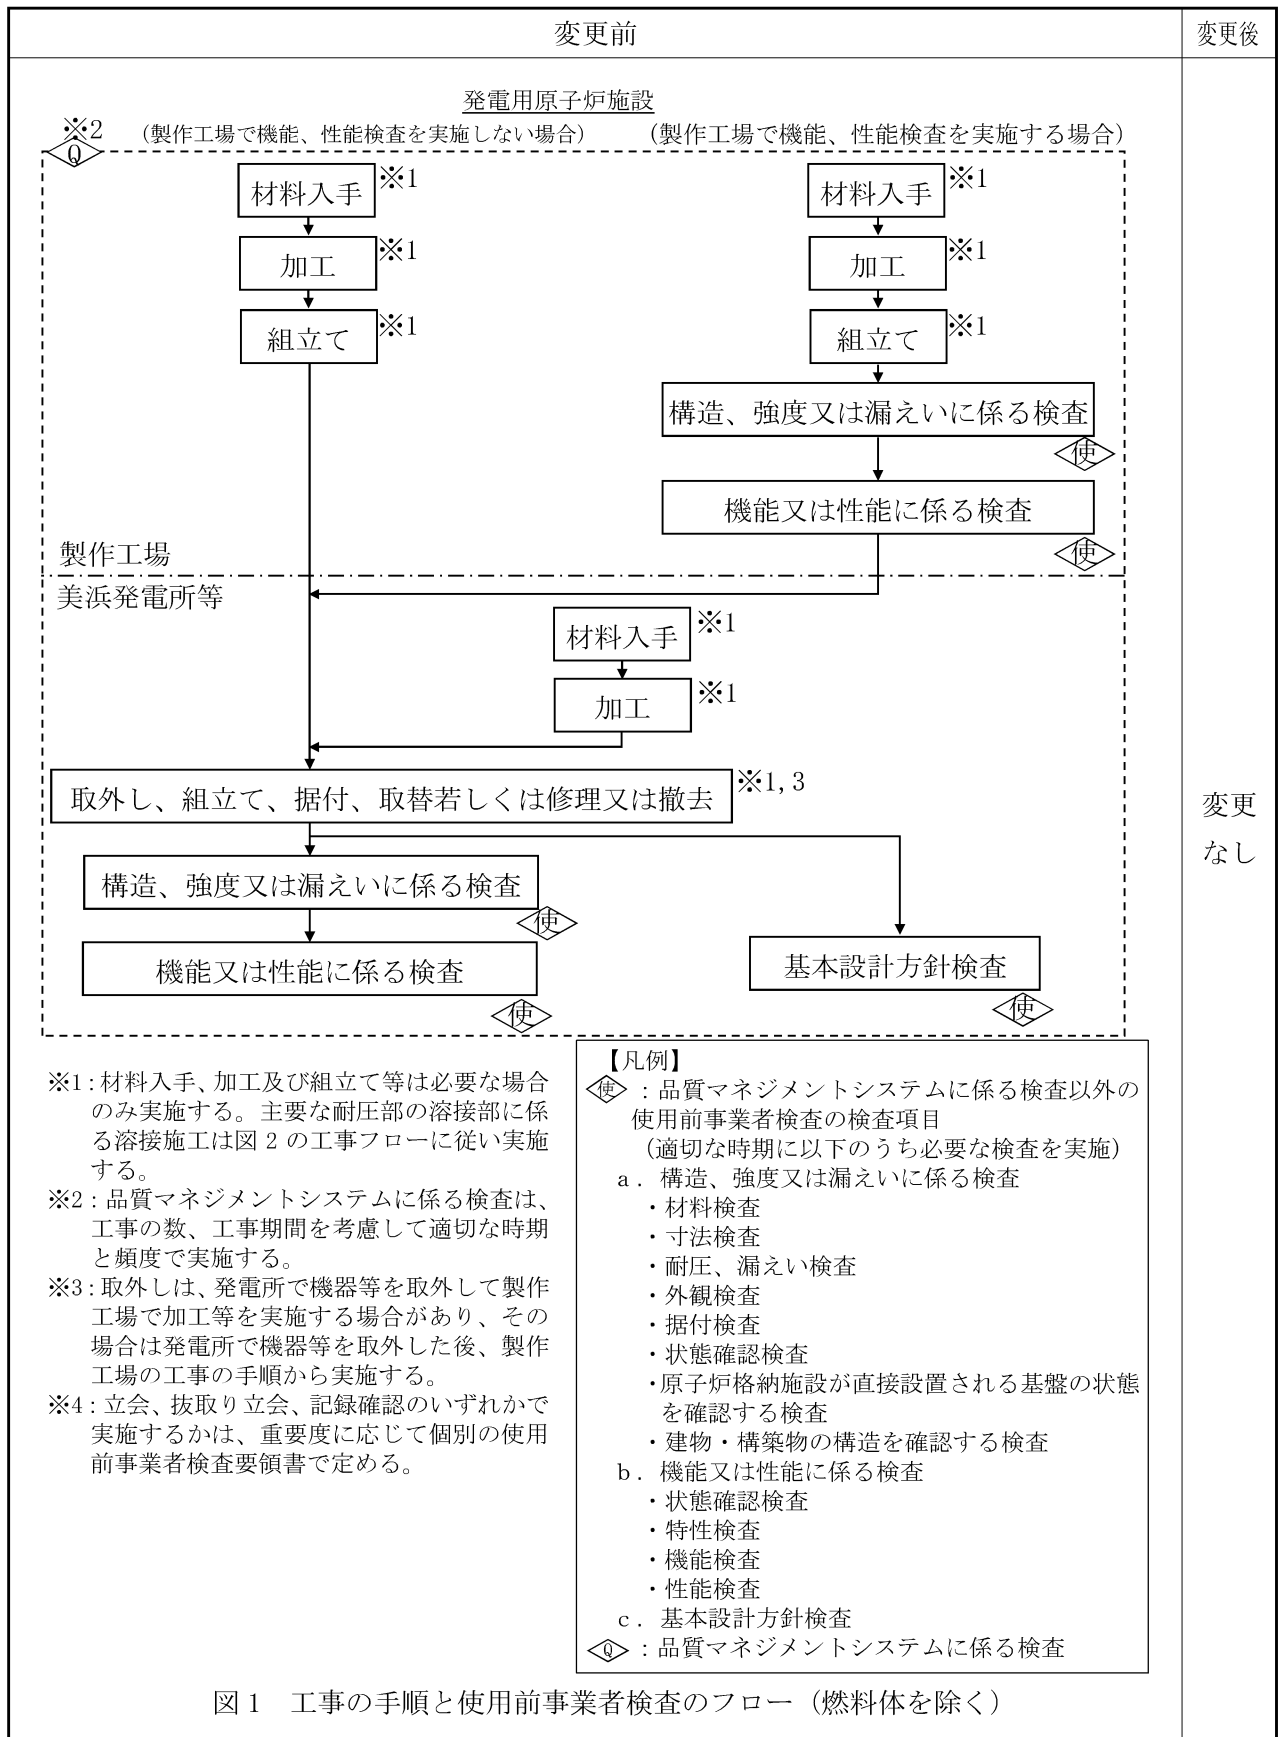 変更前
変更後
発電用原子炉施設
※2
(製作工場で機能、性能検査を実施しない場合)
(製作工場で機能、性能検査を実施する場合)
Q
材料入手
※1
加工
※1
組立て
※1
材料入手
※1
加工
※1
組立て
※1
構造、強度又は漏えいに係る検査
使
機能又は性能に係る検査
使
製作工場
美浜発電所等
材料入手
※1
加工
※1
取外し、組立て、据付、取替若しくは修理又は撤去
※1, 3
構造、強度又は漏えいに係る検査
使
機能又は性能に係る検査
使
基本設計方針検査
使
変更
なし
※1:材料入手、加工及び組立て等は必要な場合
のみ実施する。主要な耐圧部の溶接部に係
る溶接施工は図 2 の工事フローに従い実施
する。
※2:品質マネジメントシステムに係る検査は、
工事の数、工事期間を考慮して適切な時期
と頻度で実施する。
※3:取外しは、発電所で機器等を取外して製作
工場で加工等を実施する場合があり、その
場合は発電所で機器等を取外した後、製作
工場の工事の手順から実施する。
※4:立会、抜取り立会、記録確認のいずれかで
実施するかは、重要度に応じて個別の使用
前事業者検査要領書で定める。
【凡例】
使 :品質マネジメントシステムに係る検査以外の
使用前事業者検査の検査項目
(適切な時期に以下のうち必要な検査を実施)
a. 構造、強度又は漏えいに係る検査
・材料検査
・寸法検査
・耐圧、漏えい検査
・外観検査
・据付検査
・状態確認検査
・原子炉格納施設が直接設置される基盤の状態
を確認する検査
・建物・構築物の構造を確認する検査
b. 機能又は性能に係る検査
・状態確認検査
・特性検査
・機能検査
・性能検査
c. 基本設計方針検査
Q :品質マネジメントシステムに係る検査
図 1 工事の手順と使用前事業者検査のフロー(燃料体を除く)